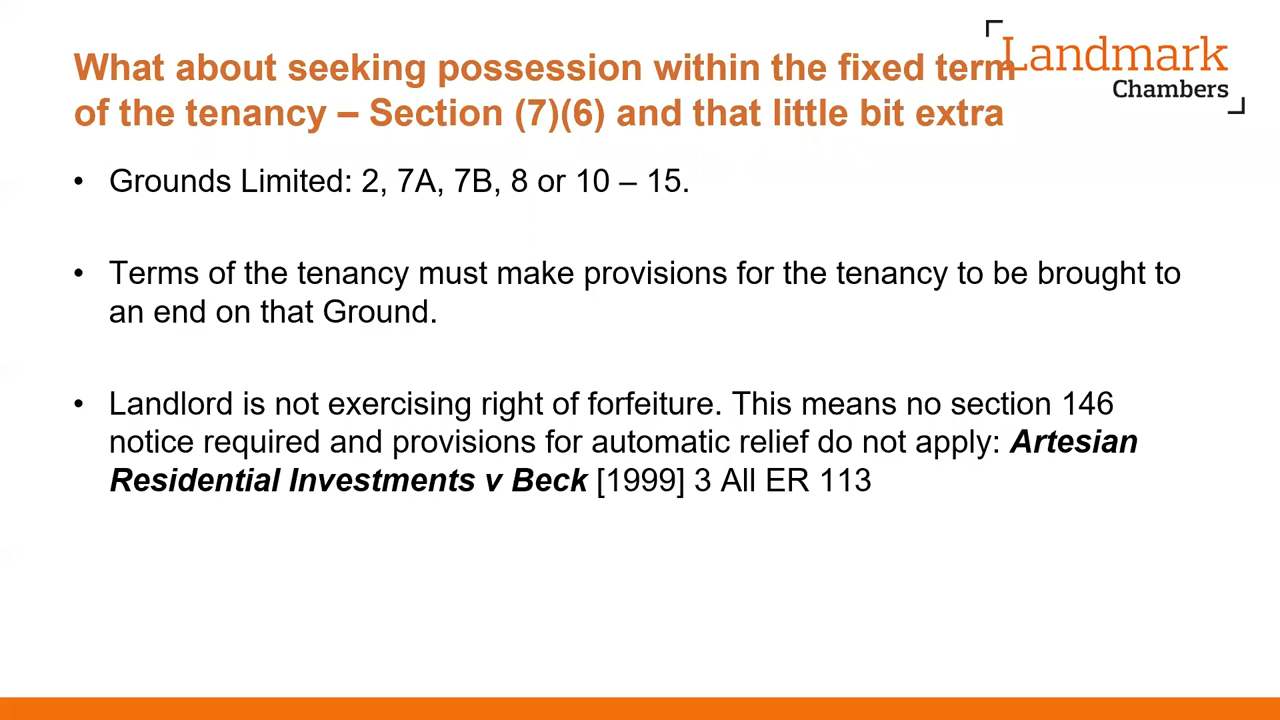 What about seeking possession within the fixed term
of the tenancy – Section (7)(6) and that little bit extra
Landmark
Chambers
• Grounds Limited: 2, 7A, 7B, 8 or 10 – 15.
• Terms of the tenancy must make provisions for the tenancy to be brought to
an end on that Ground.
• Landlord is not exercising right of forfeiture. This means no section 146
notice required and provisions for automatic relief do not apply: Artesian
Residential Investments v Beck [1999] 3 All ER 113